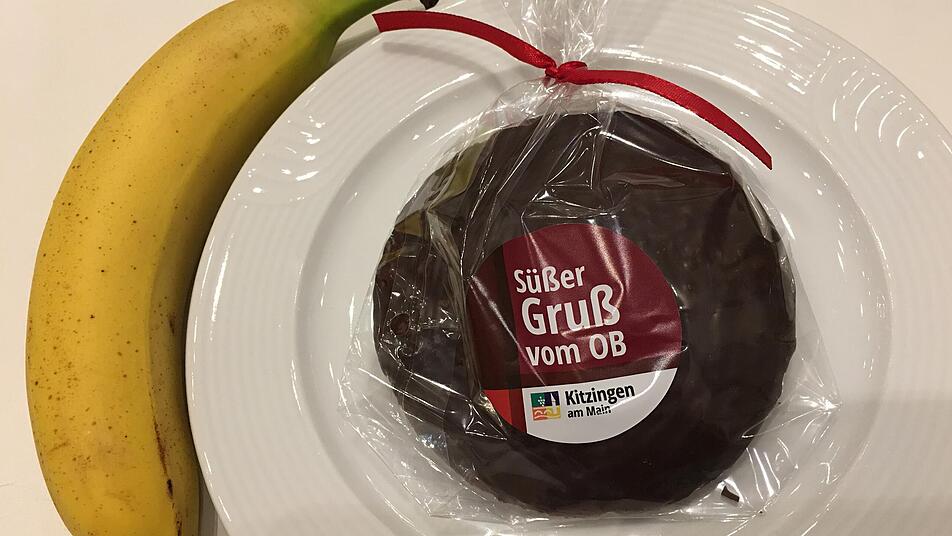 Süßer
Gruß
vom OB
Kitzingen
am Main